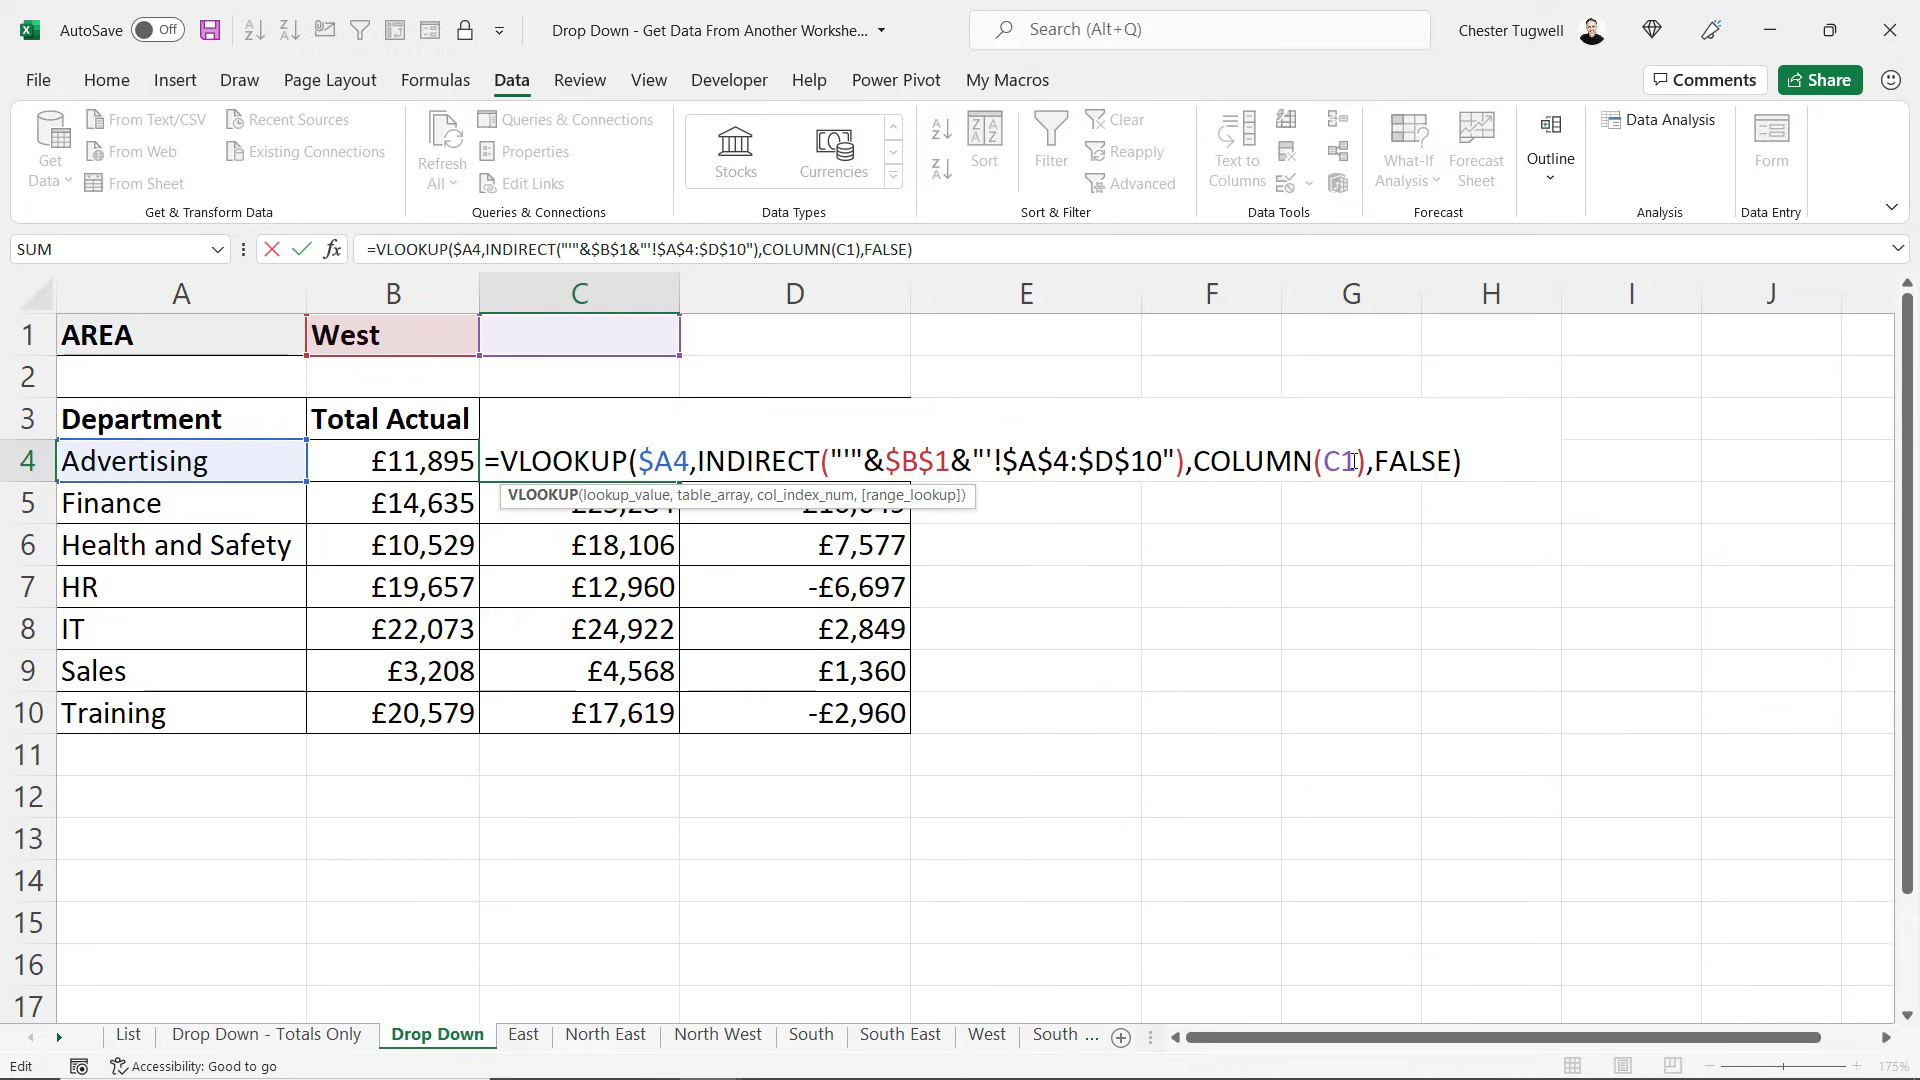 AutoSave Off Drop Down - Get Data From Another Workshe... Search (Alt+Q) Chester Tugwell
File Home Insert Draw Page Layout Formulas Data Review View Developer Help Power Pivot My Macros Comments Share
Get Data From Text/CSV From Web From Sheet Recent Sources Existing Connections
Refresh All Queries & Connections Properties Edit Links
Stocks Currencies
Sort Filter Clear Reapply Advanced
Text to Columns What-If Analysis Forecast Sheet Outline Data Analysis Form
Get & Transform Data Queries & Connections Data Types Sort & Filter Data Tools Forecast Analysis Data Entry
SUM fx =VLOOKUP($A4,INDIRECT("'"&$B$1&"'!$A$4:$D$10"),COLUMN(C1),FALSE)
A B C D E F G H I J
1 AREA West
2
3 Department Total Actual
4 Advertising £11,895 =VLOOKUP($A4,INDIRECT("'"&$B$1&"'!$A$4:$D$10"),COLUMN(C1),FALSE)
VLOOKUP(lookup_value, table_array, col_index_num, [range_lookup])
5 Finance £14,635
6 Health and Safety £10,529 £18,106 £7,577
7 HR £19,657 £12,960 -£6,697
8 IT £22,073 £24,922 £2,849
9 Sales £3,208 £4,568 £1,360
10 Training £20,579 £17,619 -£2,960
11
12
13
14
15
16
17
List Drop Down - Totals Only Drop Down East North East North West South South East West South ...
Edit Accessibility: Good to go 175%